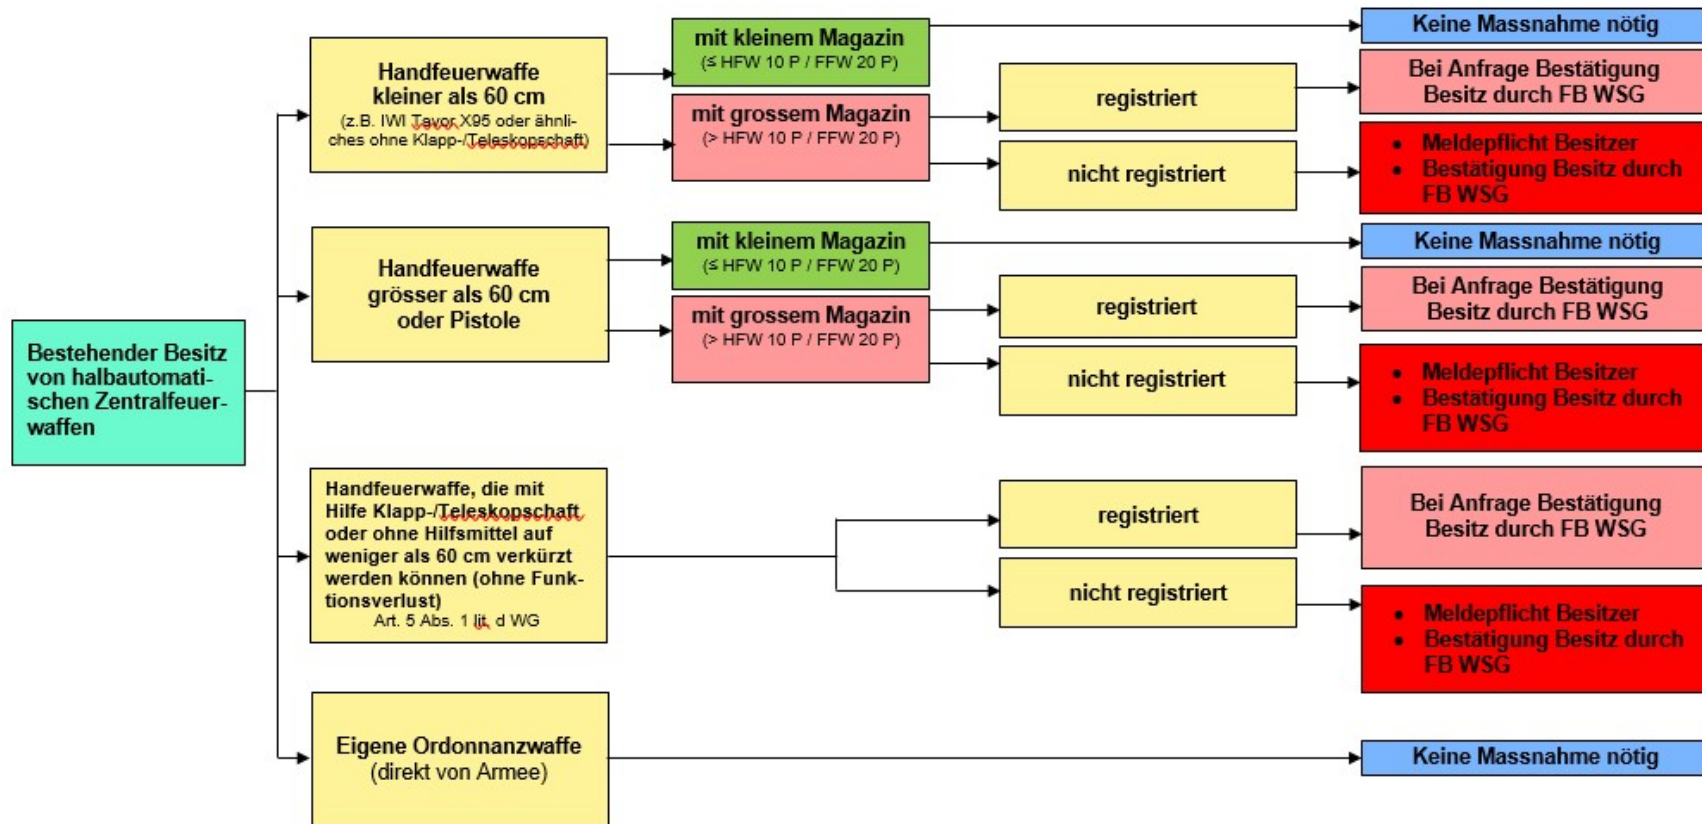 Bestehender Besitz
von halbautomati-
schen Zentralfeuer-
waffen
Handfeuerwaffe
kleiner als 60 cm
(z.B. IWI Tavor X95 oder ähnli-
ches ohne Klapp-/Teleskopschaft)
mit kleinem Magazin
(≤ HFW 10 P / FFW 20 P)
Keine Massnahme nötig
mit grossem Magazin
(> HFW 10 P / FFW 20 P)
registriert
Bei Anfrage Bestätigung
Besitz durch FB WSG
nicht registriert
• Meldepflicht Besitzer
• Bestätigung Besitz durch
FB WSG
Handfeuerwaffe
grösser als 60 cm
oder Pistole
mit kleinem Magazin
(≤ HFW 10 P / FFW 20 P)
Keine Massnahme nötig
mit grossem Magazin
(> HFW 10 P / FFW 20 P)
registriert
Bei Anfrage Bestätigung
Besitz durch FB WSG
nicht registriert
• Meldepflicht Besitzer
• Bestätigung Besitz durch
FB WSG
Handfeuerwaffe, die mit
Hilfe Klapp-/Teleskopschaft
oder ohne Hilfsmittel auf
weniger als 60 cm verkürzt
werden können (ohne Funk-
tionsverlust)
Art. 5 Abs. 1 lit. d WG
registriert
Bei Anfrage Bestätigung
Besitz durch FB WSG
nicht registriert
• Meldepflicht Besitzer
• Bestätigung Besitz durch
FB WSG
Eigene Ordonnanzwaffe
(direkt von Armee)
Keine Massnahme nötig